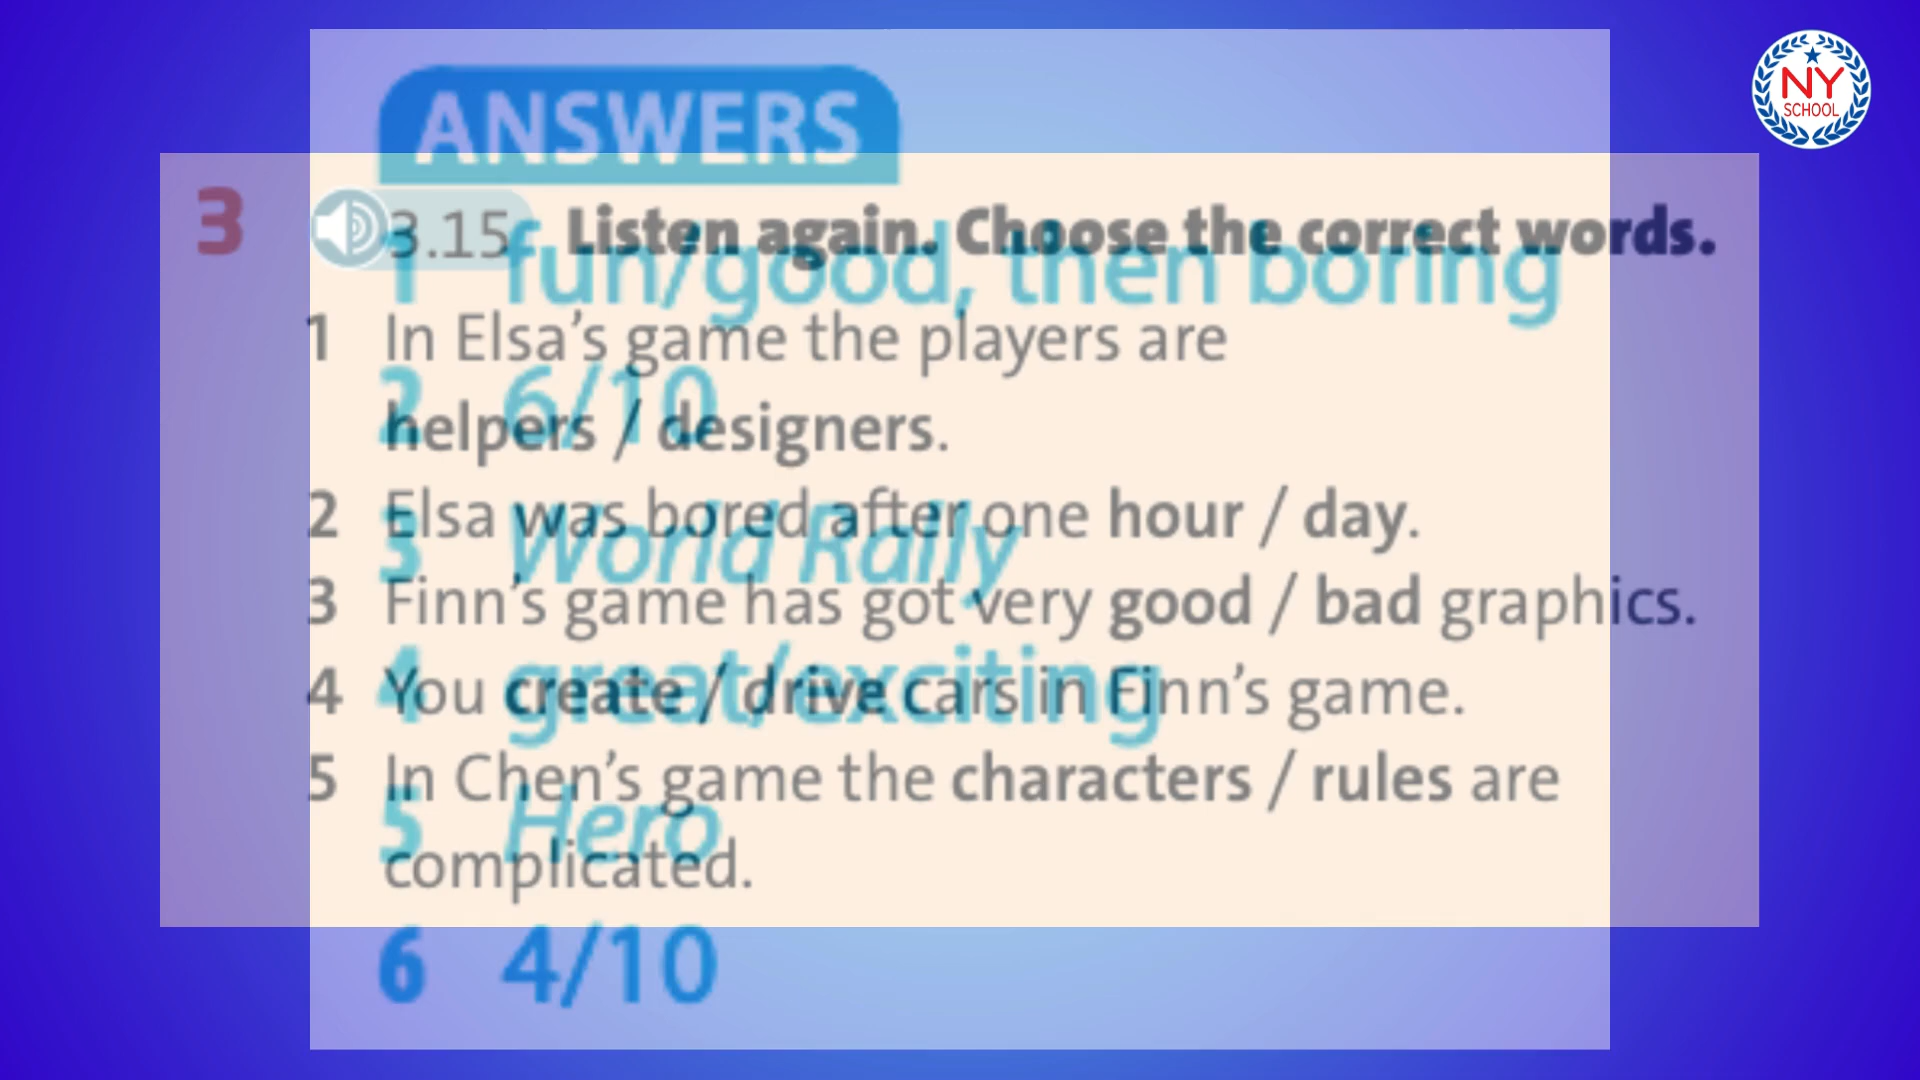 NY
SCHOOL
ANSWERS
1 fun/good, then boring
2 6/10
3 World Rally
4 great/exciting
5 Hero
6 4/10
3 3.15 Listen again. Choose the correct words.
1 In Elsa's game the players are
helpers / designers.
2 Elsa was bored after one hour / day.
3 Finn's game has got very good / bad graphics.
4 You create / drive cars in Finn's game.
5 In Chen's game the characters / rules are
complicated.